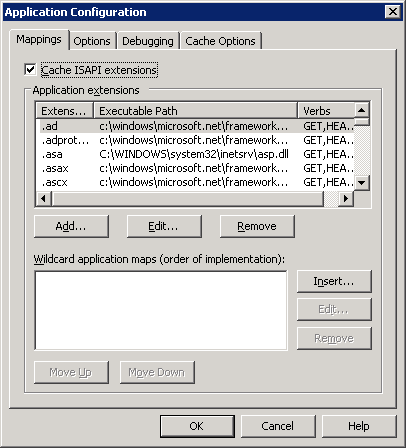 Application Configuration
Mappings Options Debugging Cache Options
Cache ISAPI extensions
Application extensions
Extens... Executable Path Verbs
.ad c:\windows\microsoft.net\framework... GET,HEA...
.adprot... c:\windows\microsoft.net\framework... GET,HEA...
.asa C:\WINDOWS\system32\inetsrv\asp.dll GET,HEA...
.asax c:\windows\microsoft.net\framework... GET,HEA...
.ascx c:\windows\microsoft.net\framework... GET,HEA...
Add... Edit... Remove
Wildcard application maps (order of implementation):
Insert...
Edit...
Remove
Move Up Move Down
OK Cancel Help